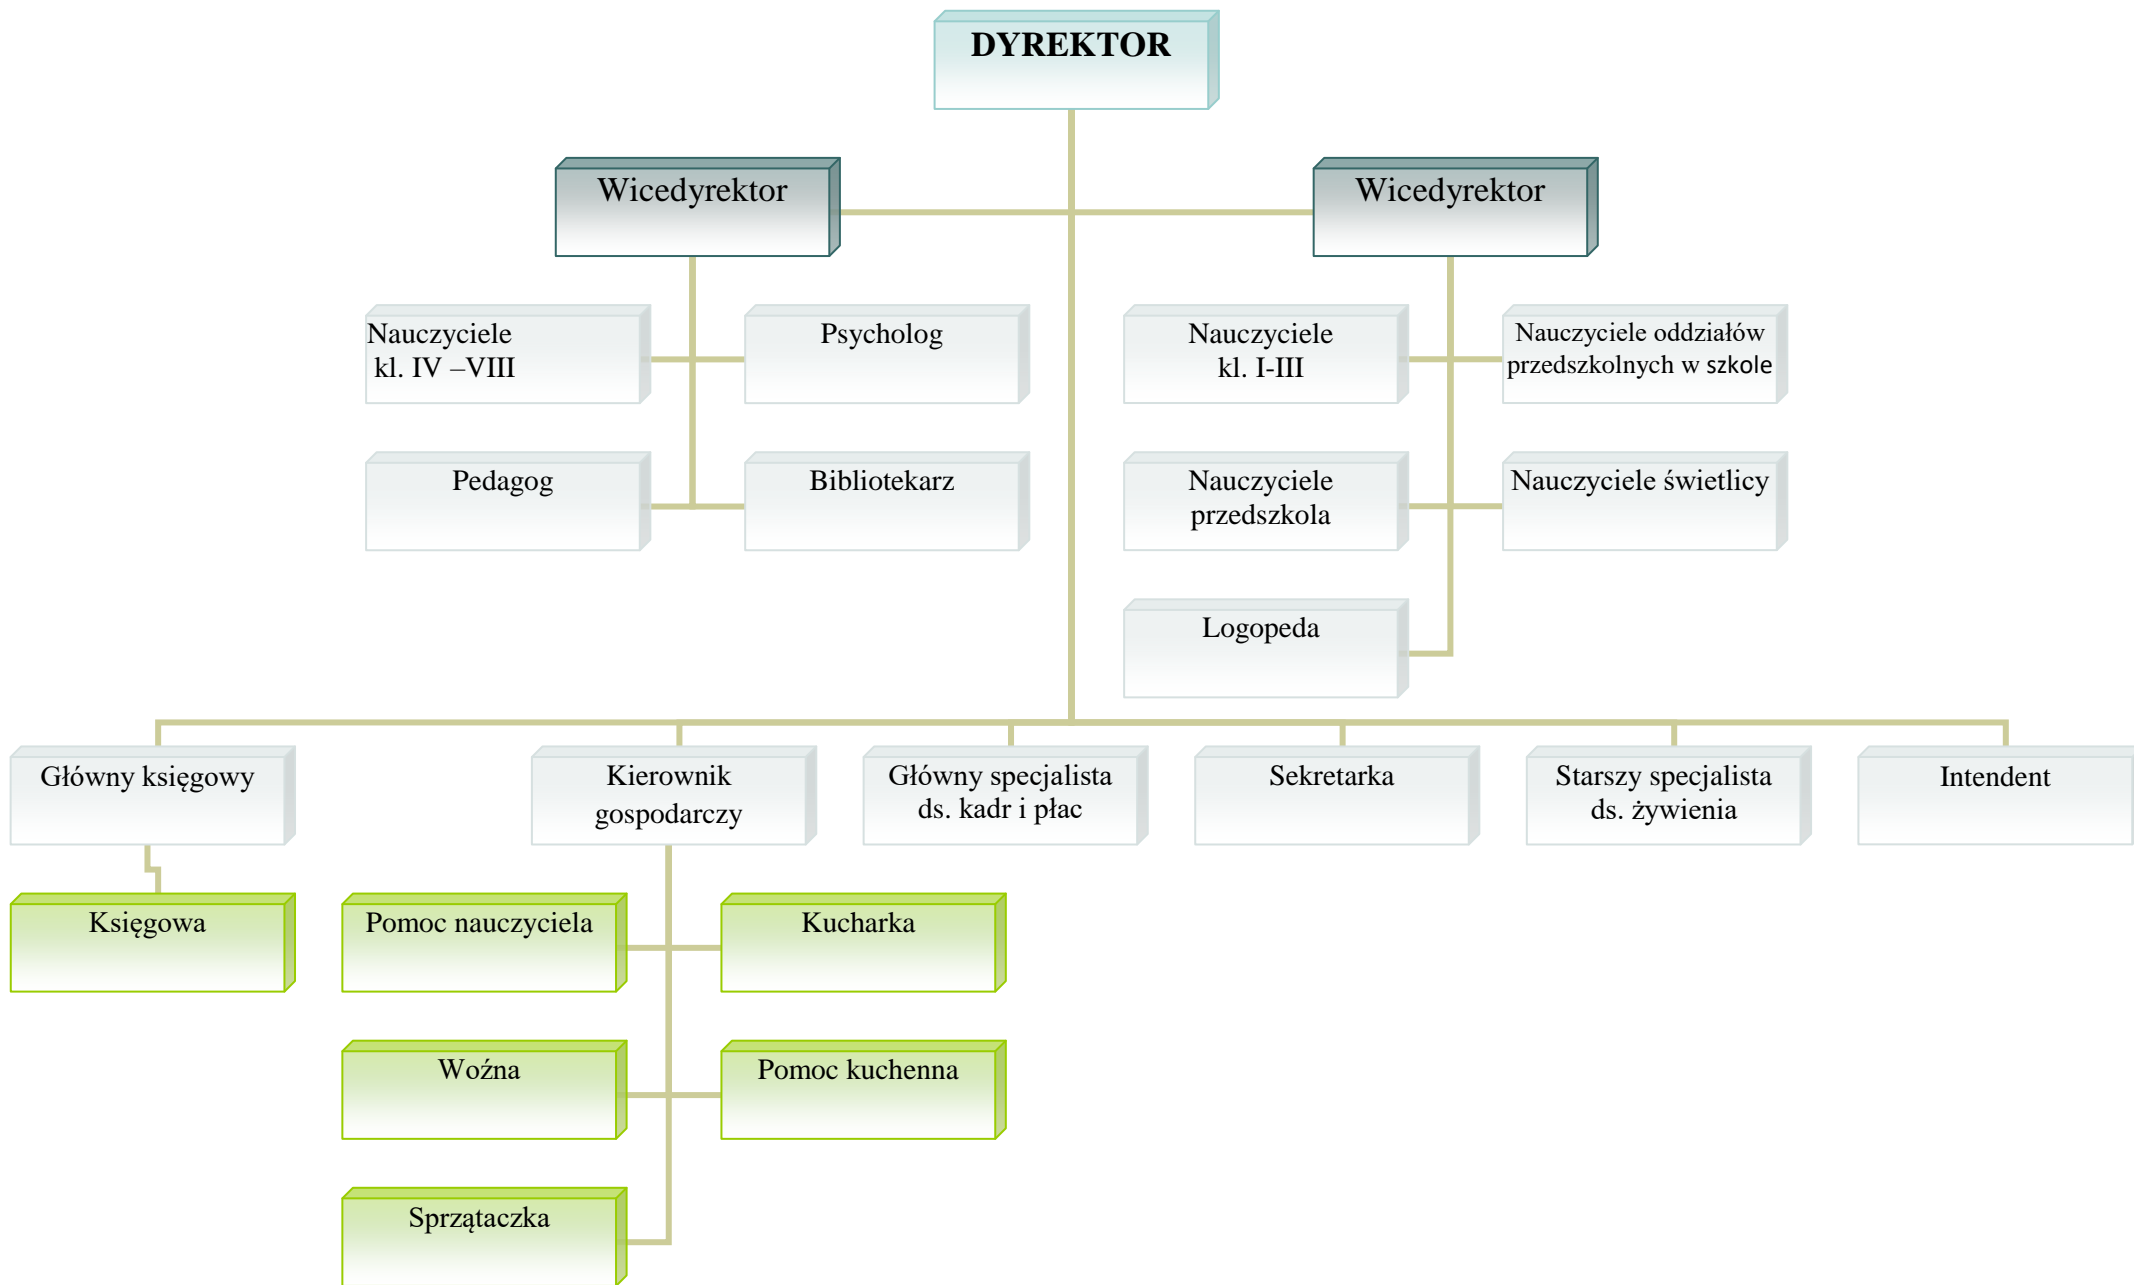 DYREKTOR
Wicedyrektor
Wicedyrektor
Nauczyciele
kl. IV –VIII
Psycholog
Nauczyciele
kl. I-III
Nauczyciele oddziałów
przedszkolnych w szkole
Pedagog
Bibliotekarz
Nauczyciele
przedszkola
Nauczyciele świetlicy
Logopeda
Główny księgowy
Kierownik
gospodarczy
Główny specjalista
ds. kadr i płac
Sekretarka
Starszy specjalista
ds. żywienia
Intendent
Księgowa
Pomoc nauczyciela
Kucharka
Woźna
Pomoc kuchenna
Sprzątaczka